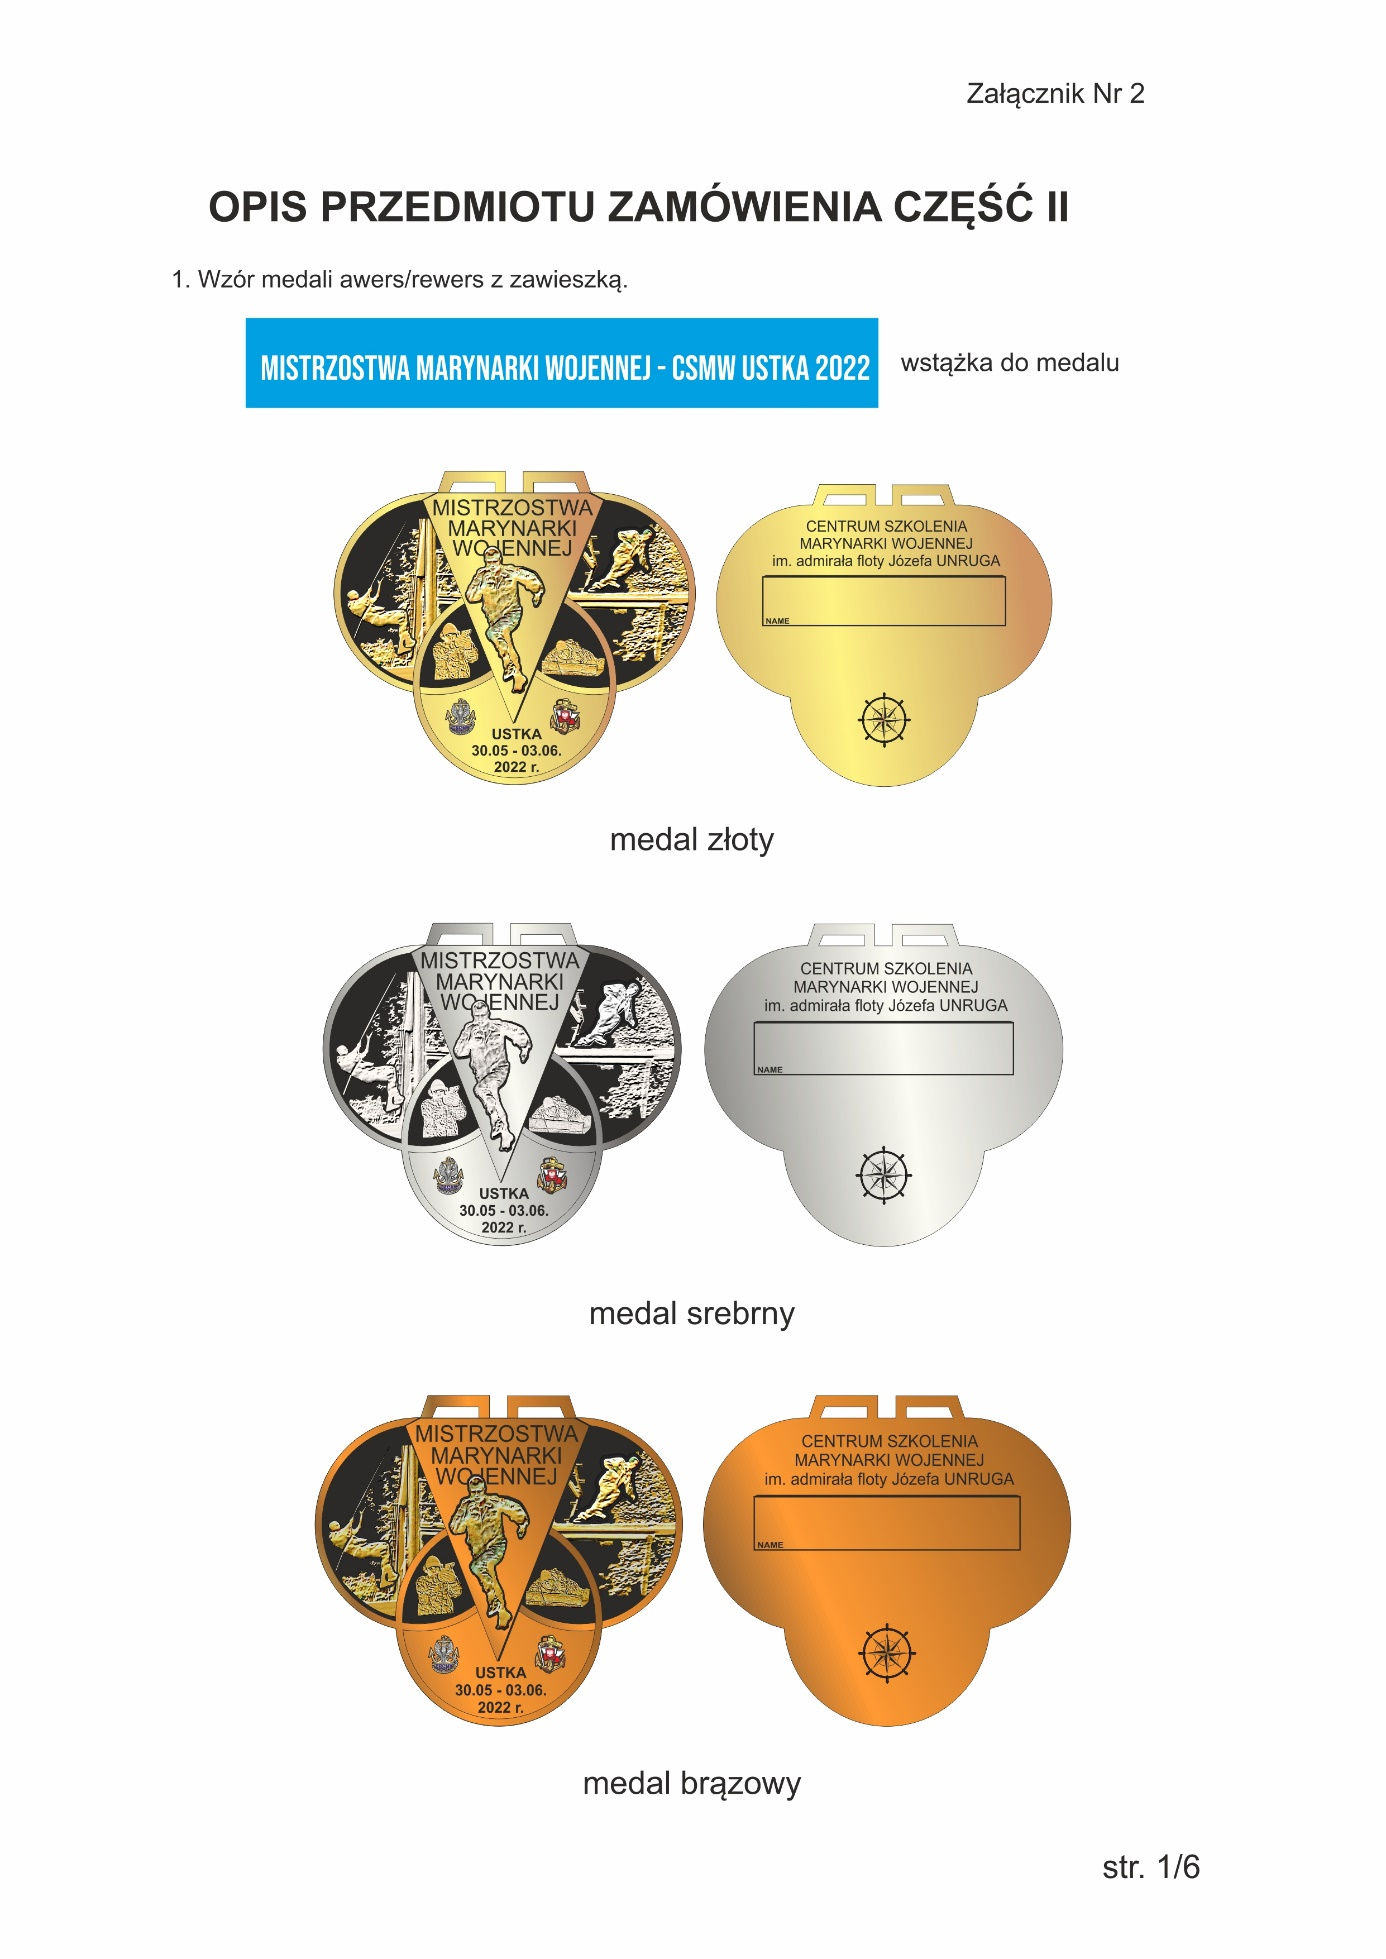 Załącznik Nr 2
OPIS PRZEDMIOTU ZAMÓWIENIA CZĘŚĆ II
1. Wzór medali awers/rewers z zawieszką.
MISTRZOSTWA MARYNARKI WOJENNEJ - CSMW USTKA 2022
wstążka do medalu
MISTRZOSTWA
MARYNARKI
WOJENNEJ
USTKA
30.05 - 03.06.
2022 r.
CENTRUM SZKOLENIA
MARYNARKI WOJENNEJ
im. admirała floty Józefa UNRUGA
NAME
medal złoty
MISTRZOSTWA
MARYNARKI
WOJENNEJ
USTKA
30.05 - 03.06.
2022 r.
CENTRUM SZKOLENIA
MARYNARKI WOJENNEJ
im. admirała floty Józefa UNRUGA
NAME
medal srebrny
MISTRZOSTWA
MARYNARKI
WOJENNEJ
USTKA
30.05 - 03.06.
2022 r.
CENTRUM SZKOLENIA
MARYNARKI WOJENNEJ
im. admirała floty Józefa UNRUGA
NAME
medal brązowy
str. 1/6